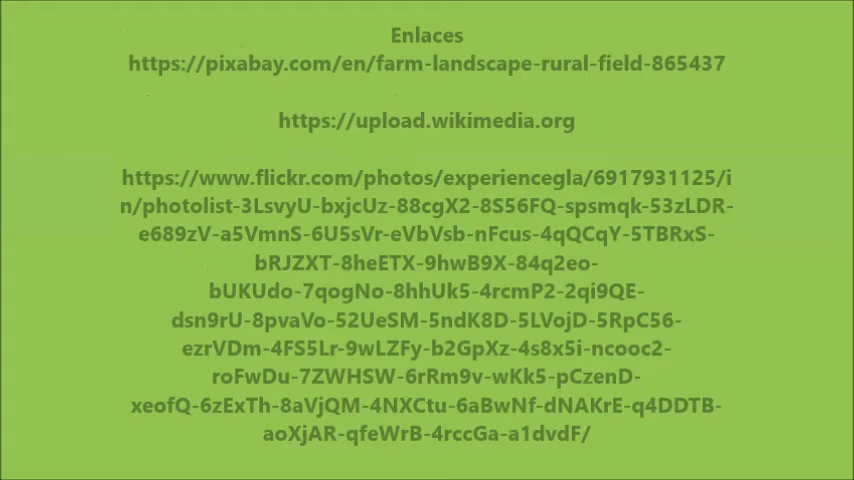 Enlaces
https://pixabay.com/en/farm-landscape-rural-field-865437
https://upload.wikimedia.org
https://www.flickr.com/photos/experiencegla/6917931125/i
n/photolist-3LsvyU-bxjcUz-88cgX2-8S56FQ-spsmqk-53zLDR-
e689zV-a5VmnS-6U5sVr-eVbVsb-nFcus-4qQCqY-5TBRxS-
bRJZXT-8heETX-9hwB9X-84q2eo-
bUKUdo-7qogNo-8hhUk5-4rcmP2-2qi9QE-
dsn9rU-8pvaVo-52UeSM-5ndK8D-5LVojD-5RpC56-
ezrVDm-4FS5Lr-9wLZFy-b2GpXz-4s8x5i-ncooc2-
roFwDu-7ZWHSW-6rRm9v-wKk5-pCzenD-
xeofQ-6zExTh-8aVjQM-4NXCtu-6aBwNf-dNAKrE-q4DDTB-
aoXjAR-qfeWrB-4rccGa-a1dvdF/